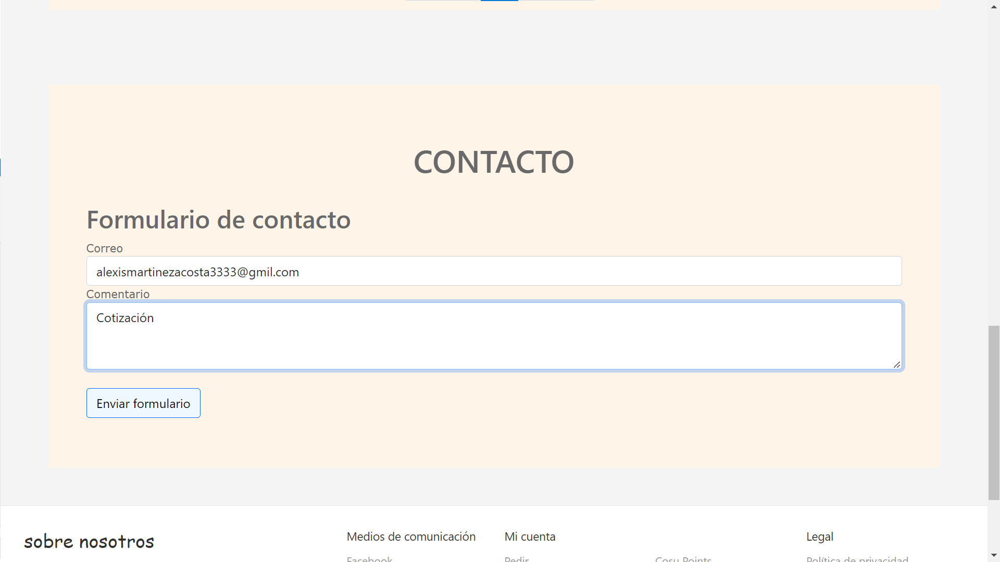 CONTACTO
Formulario de contacto
Correo
alexismartinezacosta3333@gmil.com
Comentario
Cotización
Enviar formulario
sobre nosotros
Medios de comunicación
Mi cuenta
Legal
Facebook
Pedir
Cosu Points
Política de privacidad